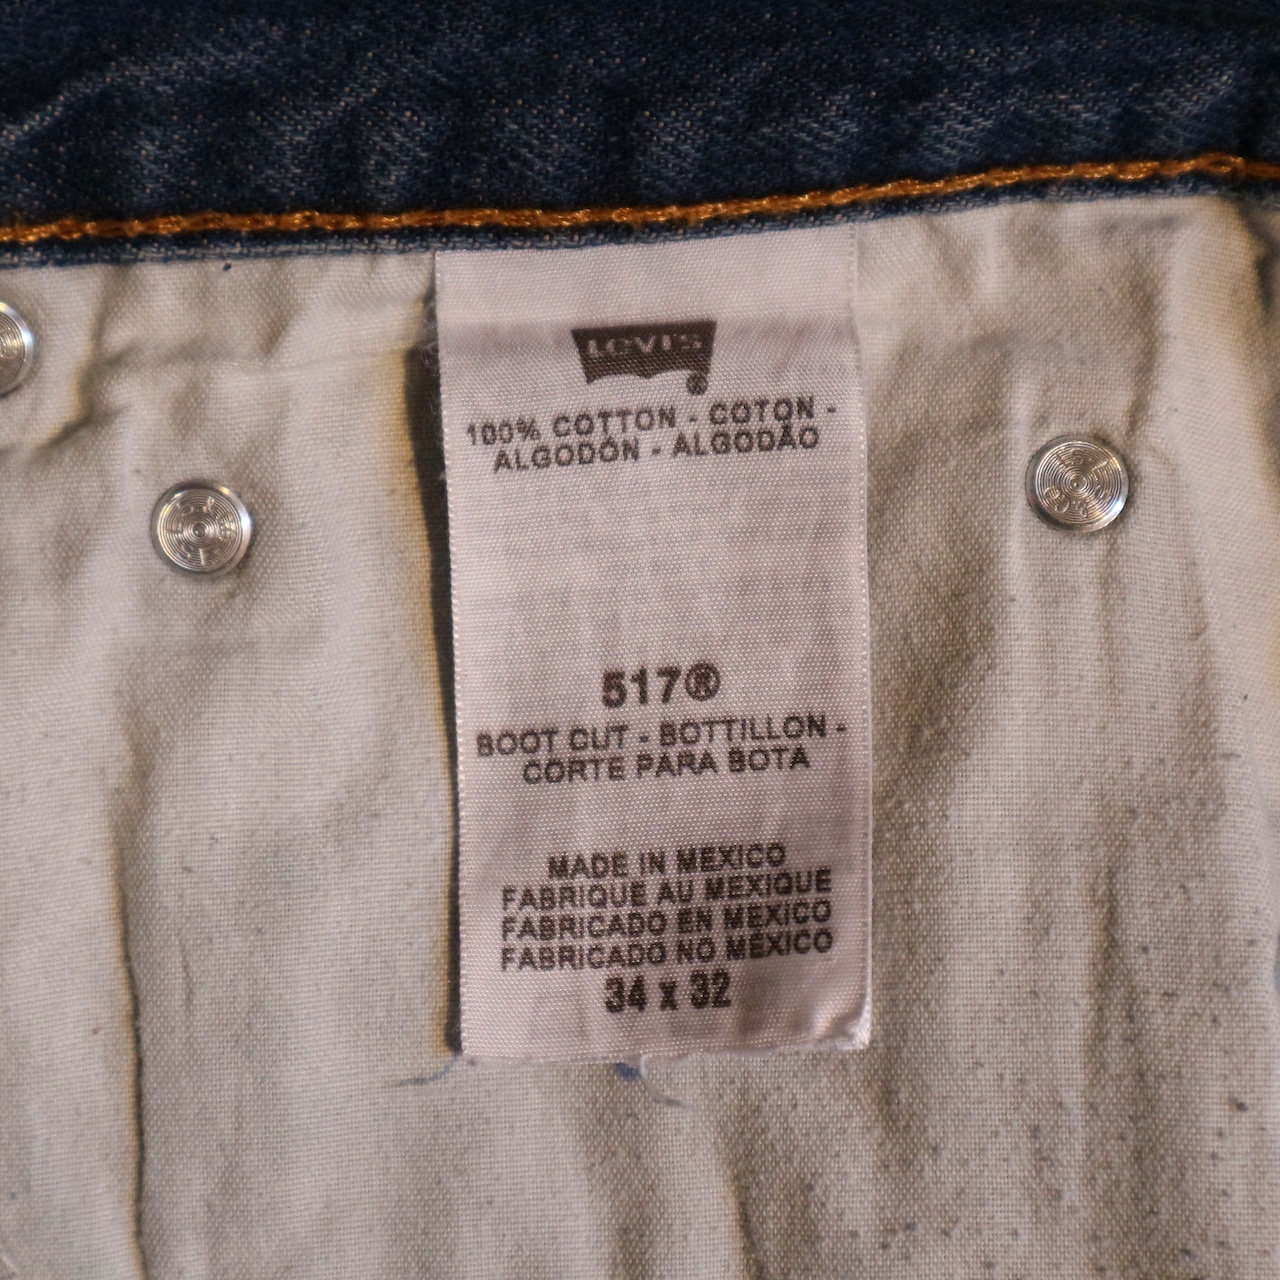 Levi's
®
100% COTTON - COTON -
ALGODÓN - ALGODÃO
517®
BOOT CUT - BOTTILLON -
CORTE PARA BOTA
MADE IN MEXICO
FABRIQUE AU MEXIQUE
FABRICADO EN MEXICO
FABRICADO NO MÉXICO
34 x 32